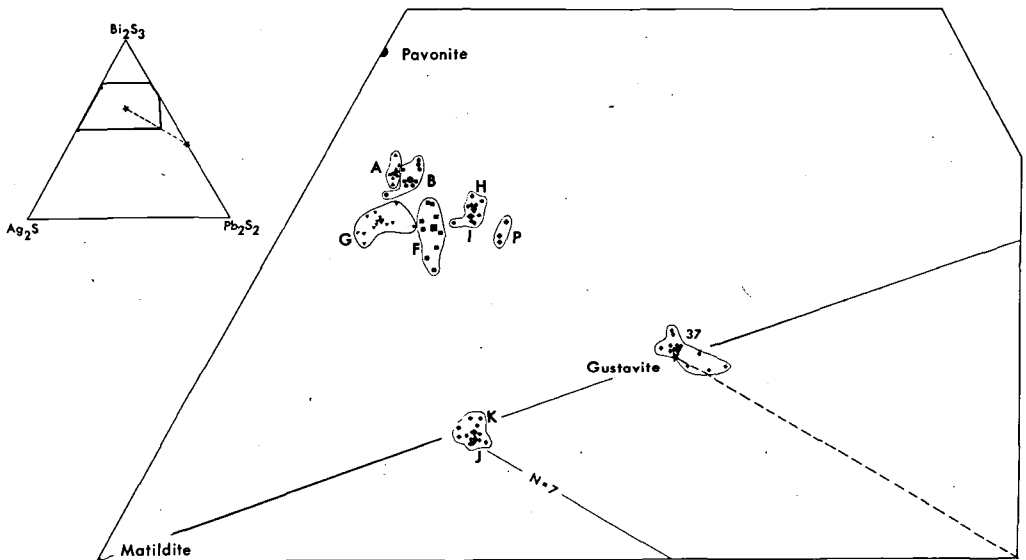 Bi2S3
Ag2S
Pb2S2
Pavonite
A
B
H
G
F
I
P
37
Gustavite
K
J
N=7
Matildite